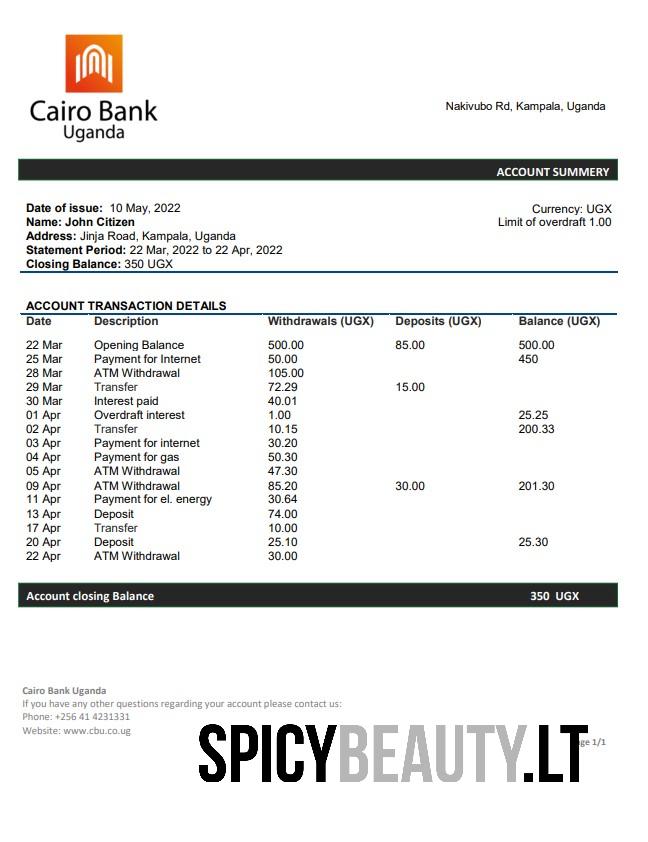 Cairo Bank
Uganda
Nakivubo Rd, Kampala, Uganda
ACCOUNT SUMMERY
Date of issue: 10 May, 2022
Currency: UGX
Name: John Citizen
Limit of overdraft 1.00
Address: Jinja Road, Kampala, Uganda
Statement Period: 22 Mar, 2022 to 22 Apr, 2022
Closing Balance: 350 UGX
ACCOUNT TRANSACTION DETAILS
Date Description Withdrawals (UGX) Deposits (UGX) Balance (UGX)
22 Mar Opening Balance 500.00 85.00 500.00
25 Mar Payment for Internet 50.00 450
28 Mar ATM Withdrawal 105.00
29 Mar Transfer 72.29 15.00
30 Mar Interest paid 40.01
01 Apr Overdraft interest 1.00 25.25
02 Apr Transfer 10.15 200.33
03 Apr Payment for internet 30.20
04 Apr Payment for gas 50.30
05 Apr ATM Withdrawal 47.30
09 Apr ATM Withdrawal 85.20 30.00 201.30
11 Apr Payment for el. energy 30.64
13 Apr Deposit 74.00
17 Apr Transfer 10.00
20 Apr Deposit 25.10 25.30
22 Apr ATM Withdrawal 30.00
Account closing Balance 350 UGX
Cairo Bank Uganda
If you have any other questions regarding your account please contact us:
Phone: +256 41 4231331
Website: www.cbu.co.ug
SPICYBEAUTY.LT
1/1